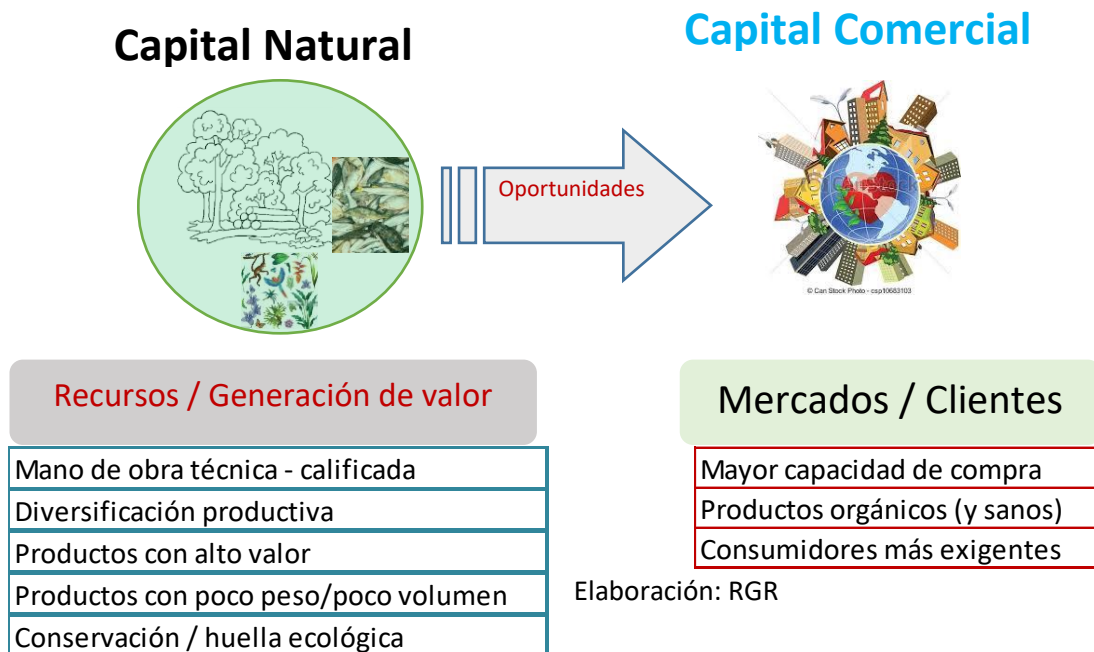 Capital Natural
Capital Comercial
Oportunidades
© Can Stock Photo - csp10683103
Recursos / Generación de valor
Mano de obra técnica - calificada
Diversificación productiva
Productos con alto valor
Productos con poco peso/poco volumen
Conservación / huella ecológica
Mercados / Clientes
Mayor capacidad de compra
Productos orgánicos (y sanos)
Consumidores más exigentes
Elaboración: RGR